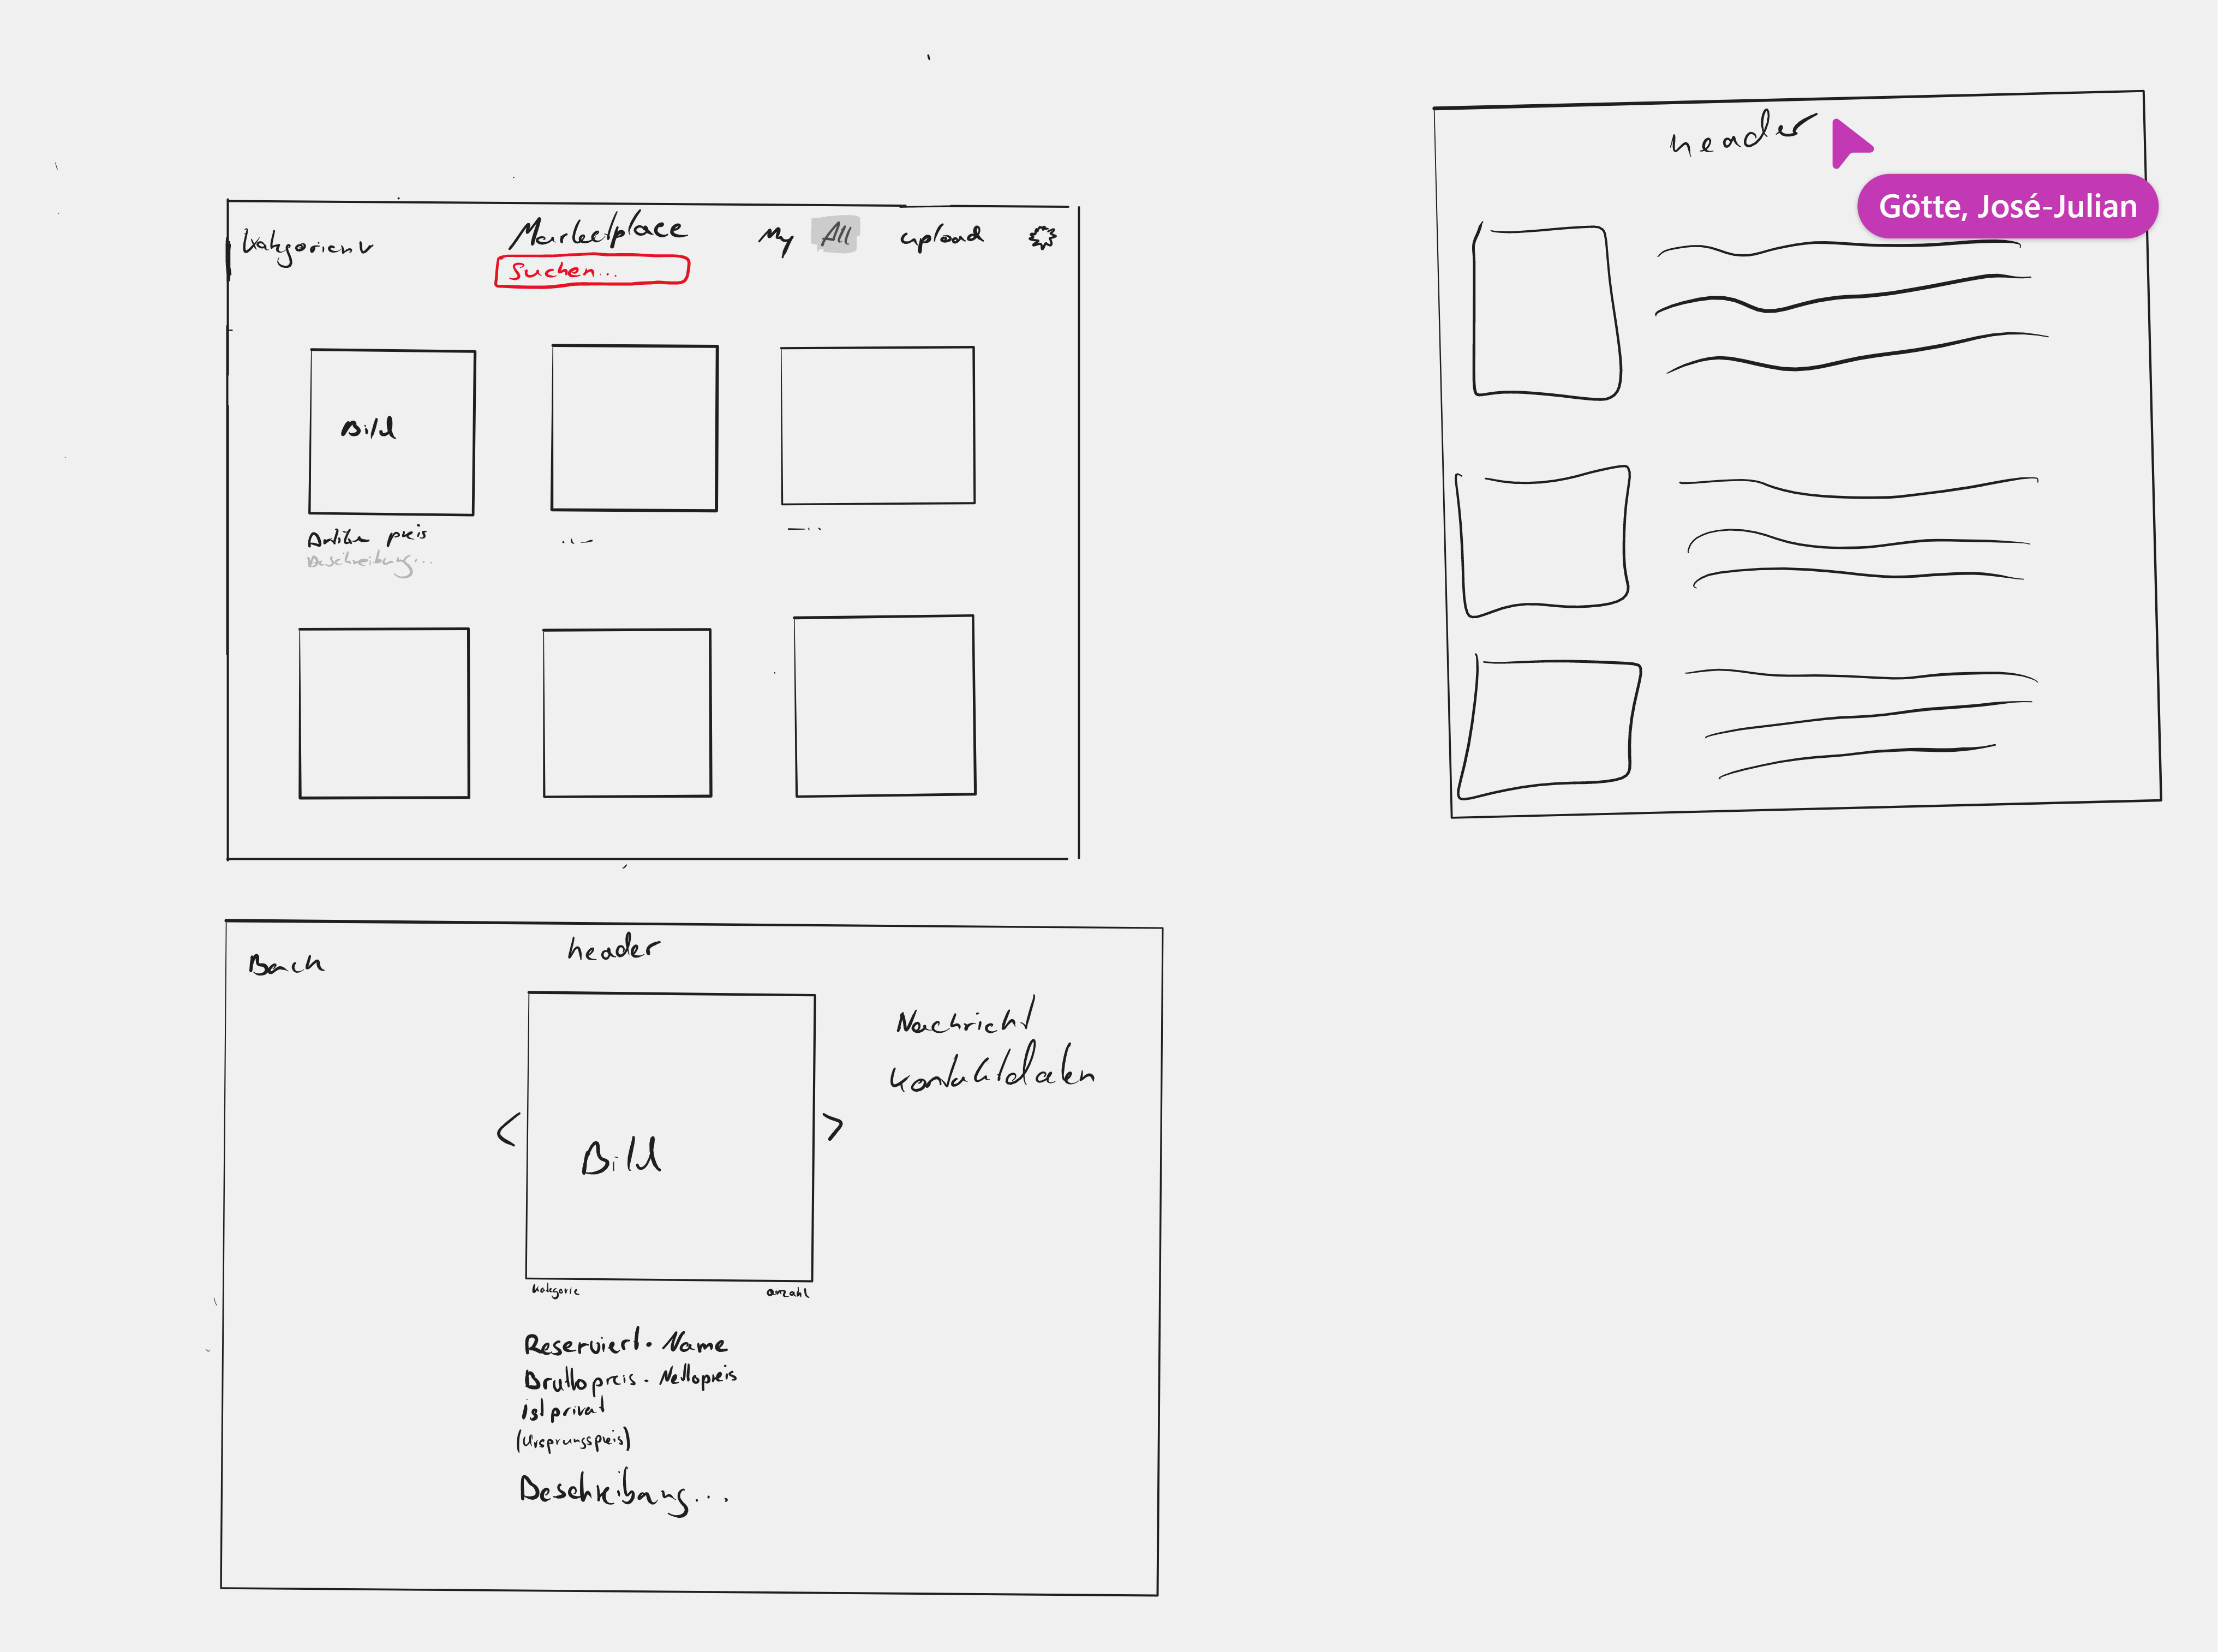 Kategorien v
Marketplace
My All upload
Suchen...
Bild
Artikel preis
Beschreibung...
...
...
header
Götte, José-Julian
Back
header
Nachricht
Kontaktdaten
<
Bild
>
Kategorie
anzahl
Reserviert. Name
Bruttopreis. Nettopreis
ist privat
(Ursprungspreis)
Beschreibung...